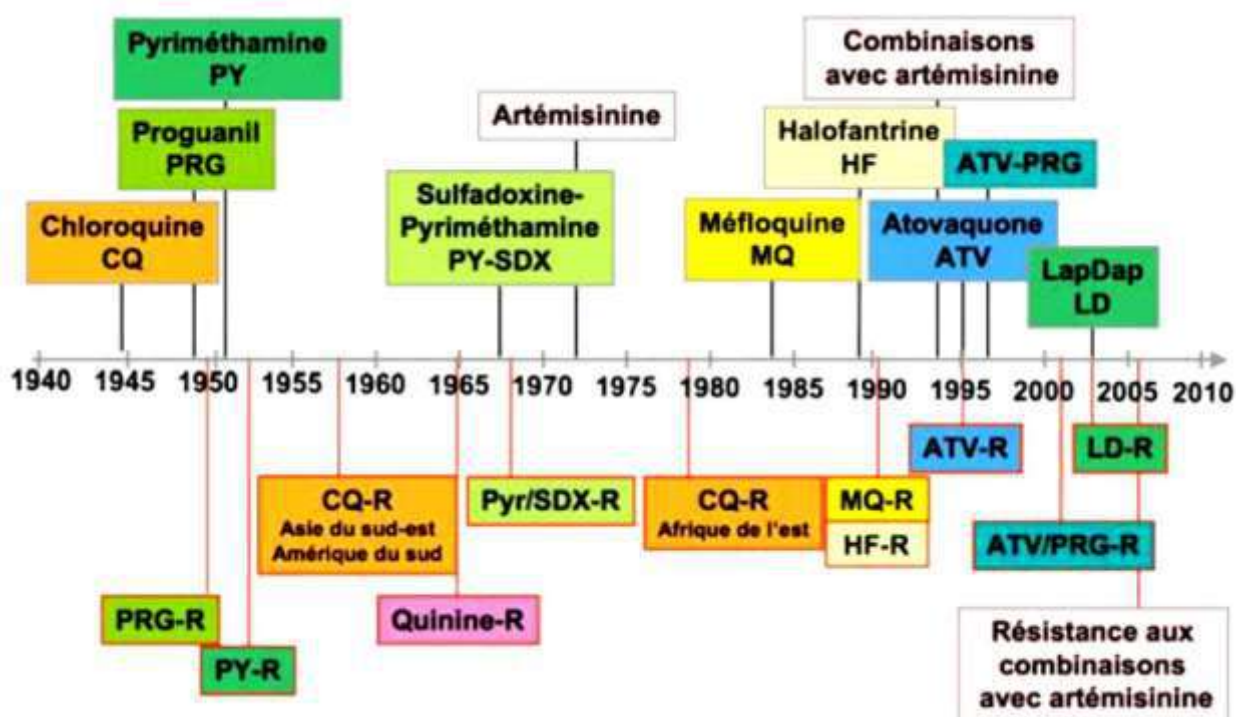 Pyriméthamine
PY
Combinaisons
avec artémisinine
Proguanil
PRG
Artémisinine
Halofantrine
HF
ATV-PRG
Chloroquine
CQ
Sulfadoxine-
Pyriméthamine
PY-SDX
Méfloquine
MQ
Atovaquone
ATV
LapDap
LD
1940 1945 1950 1955 1960 1965 1970 1975 1980 1985 1990 1995 2000 2005 2010
ATV-R
LD-R
CQ-R
Asie du sud-est
Amérique du sud
Pyr/SDX-R
CQ-R
Afrique de l'est
MQ-R
HF-R
ATV/PRG-R
PRG-R
Quinine-R
PY-R
Résistance aux
combinaisons
avec artémisinine